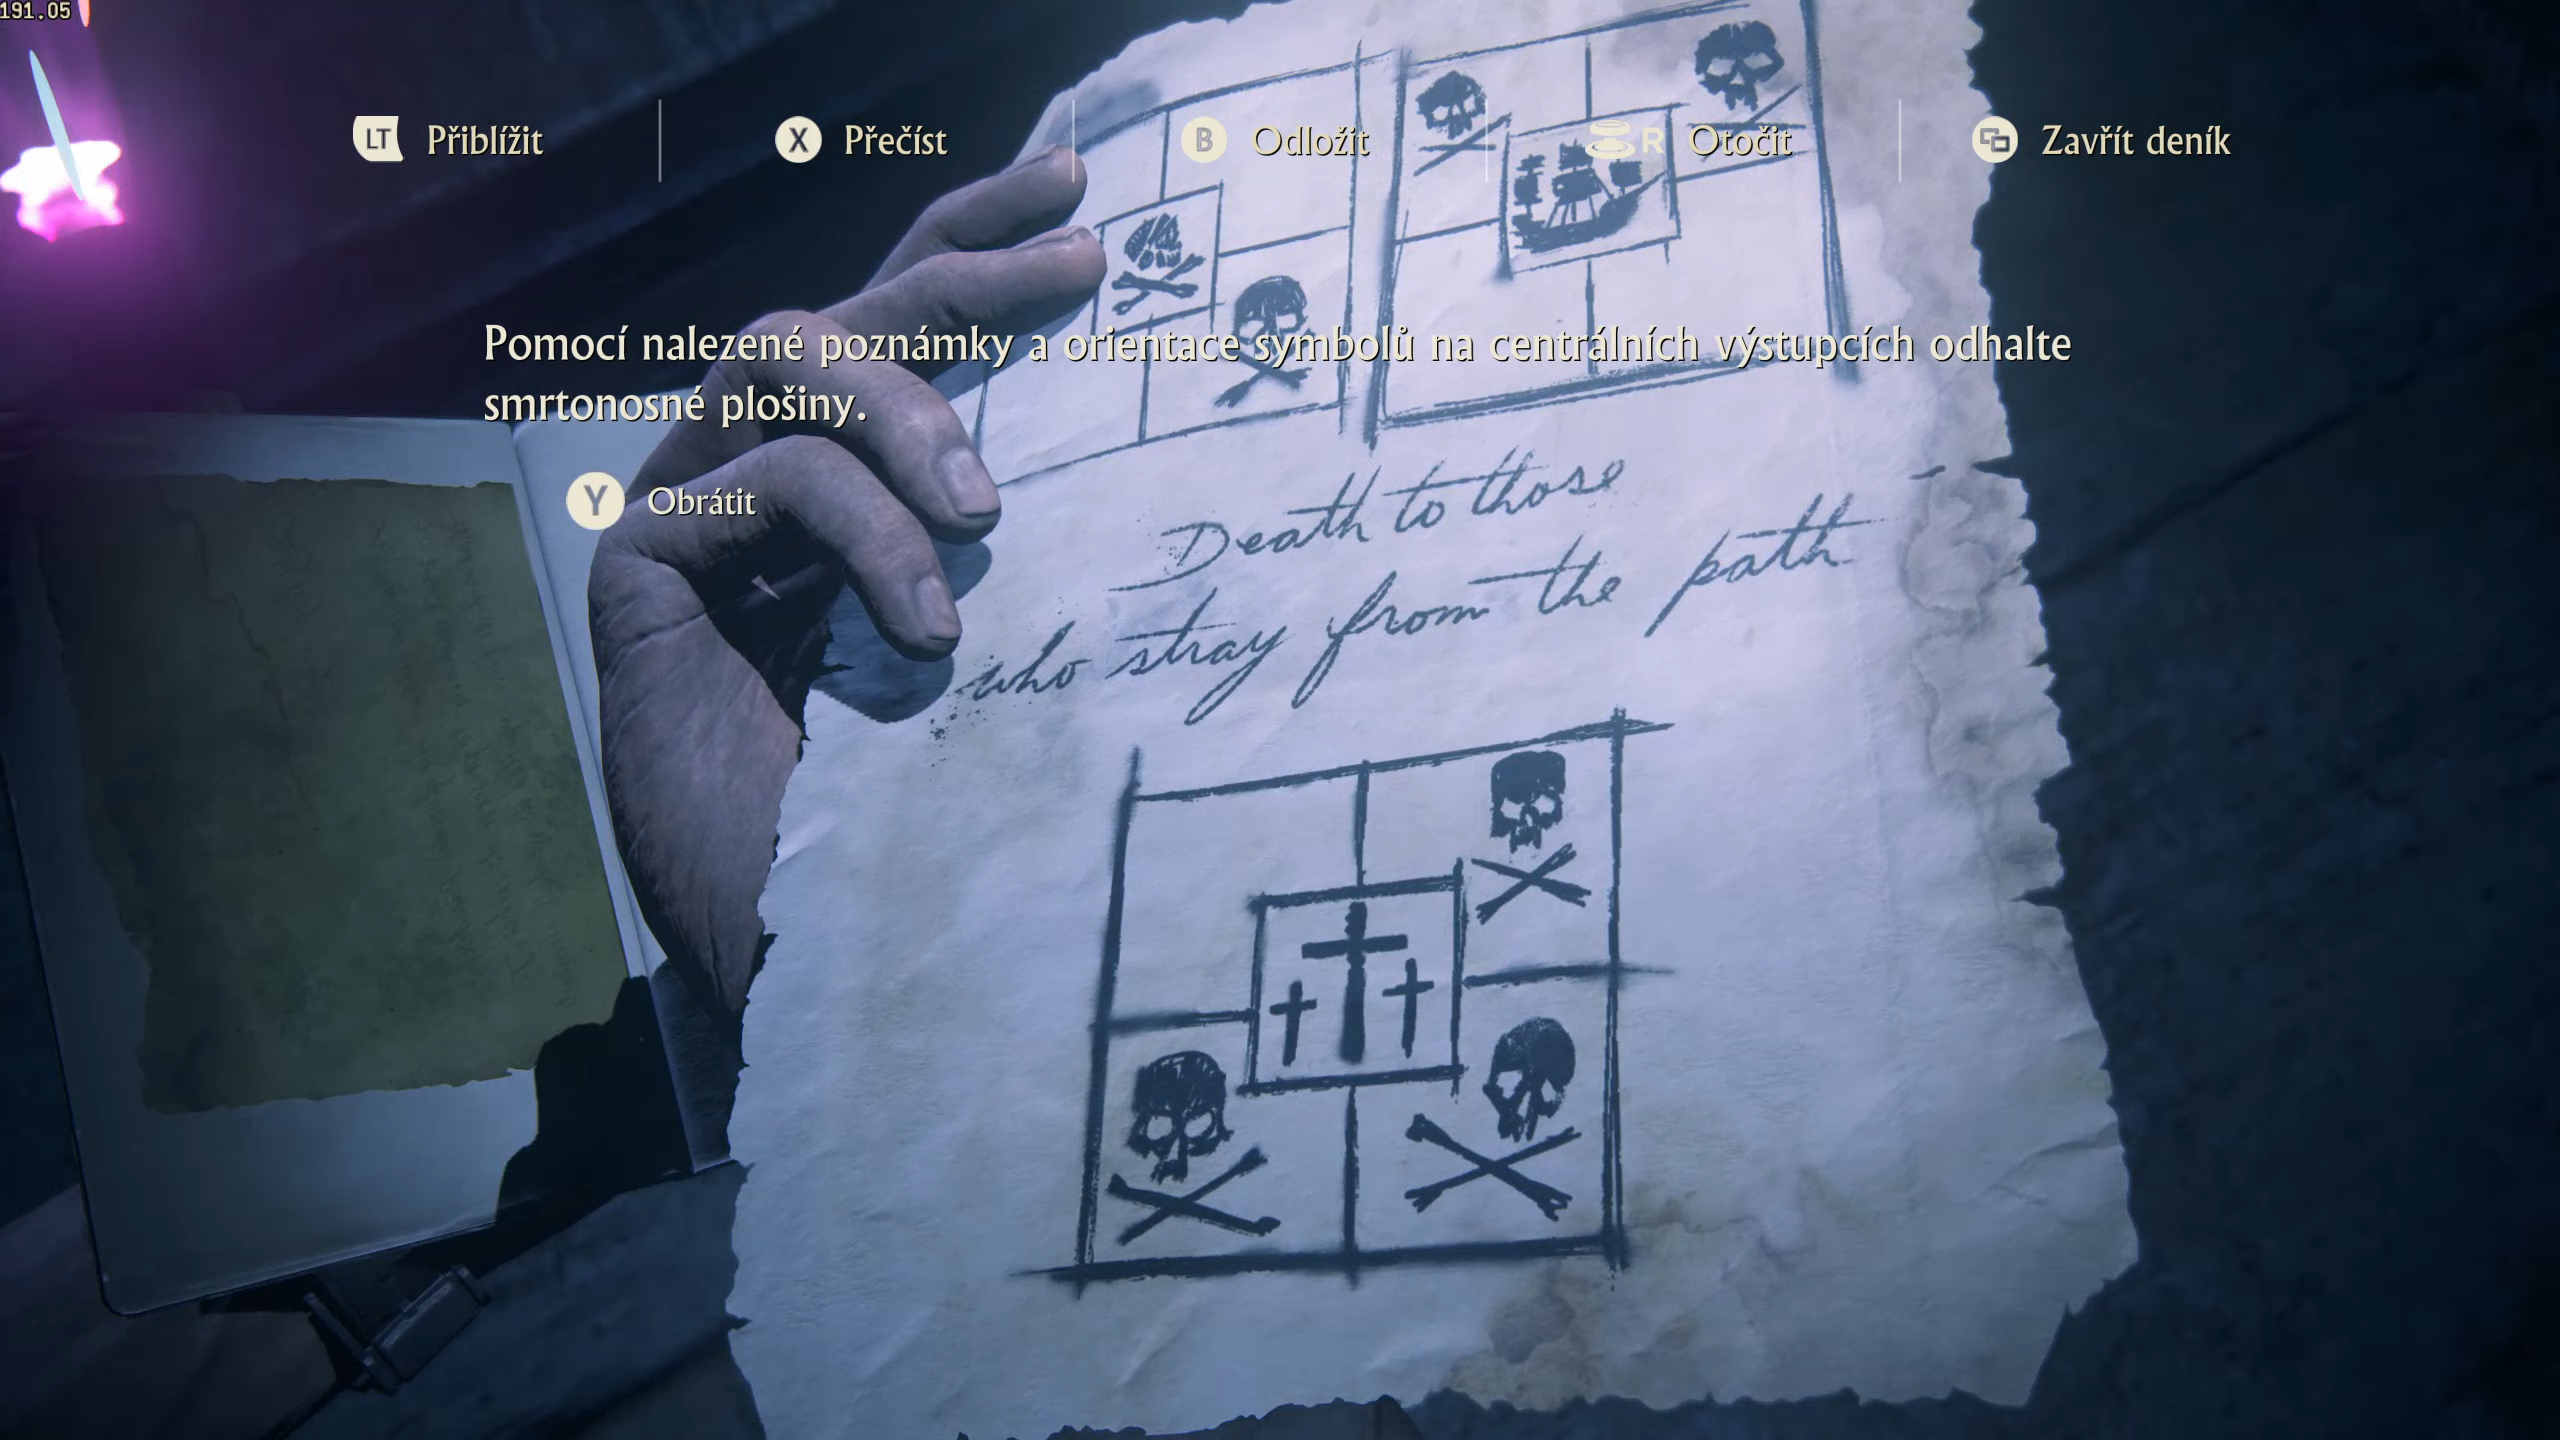 191.05
LT Přiblížit
X Přečíst
B Odložit
R Otočit
Zavřít deník
Pomocí nalezené poznámky a orientace symbolů na centrálních výstupcích odhalte
smrtonosné plošiny.
Y Obrátit
Death to those
who stray from the path